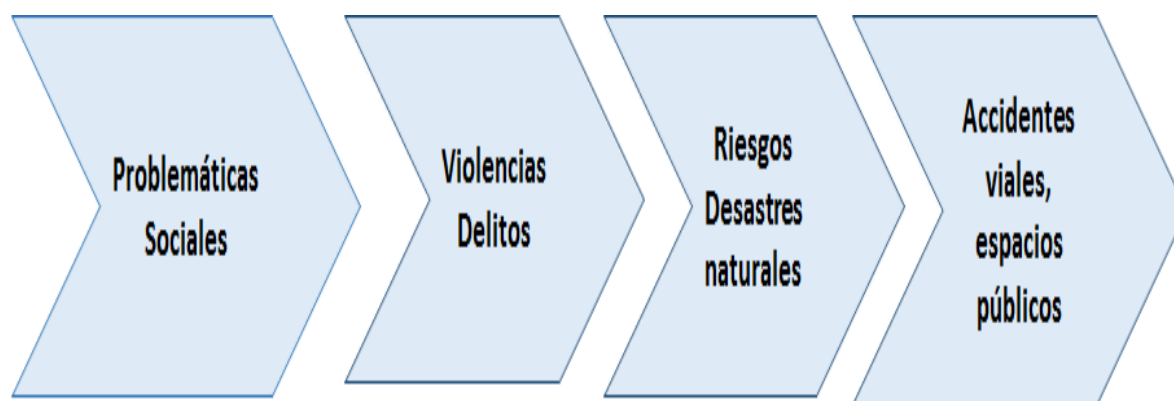 Problemáticas
Sociales
Violencias
Delitos
Riesgos
Desastres
naturales
Accidentes
viales,
espacios
públicos